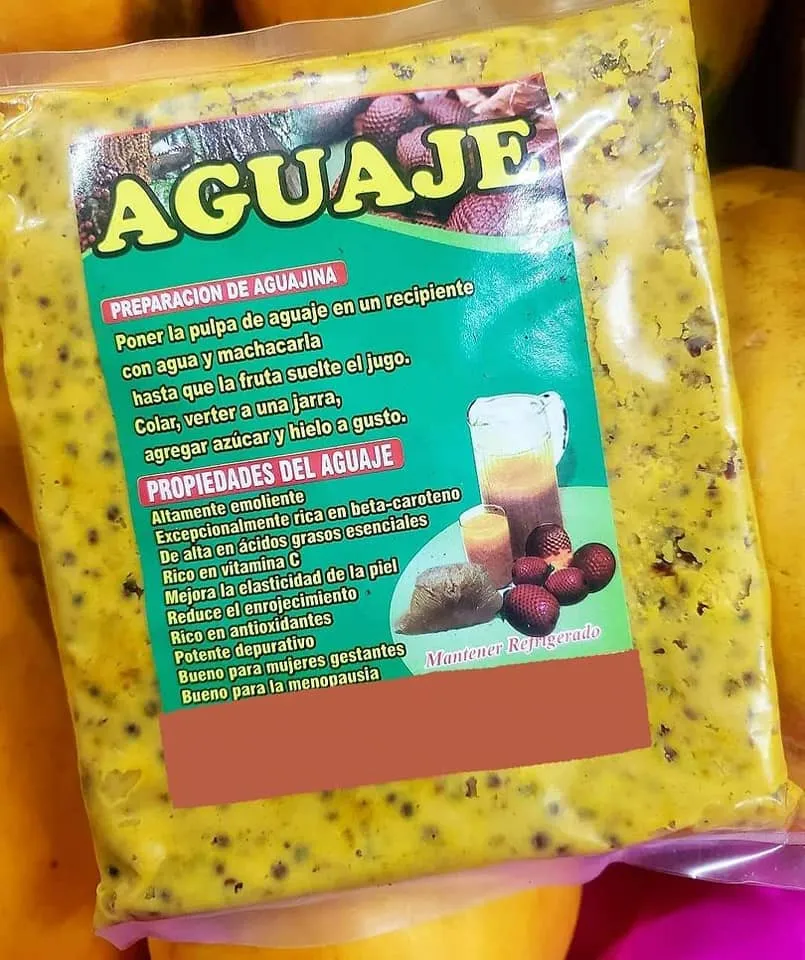 AGUAJE
PREPARACION DE AGUAJINA
Poner la pulpa de aguaje en un recipiente
con agua y machacarla
hasta que la fruta suelte el jugo.
Colar, verter a una jarra,
agregar azúcar y hielo a gusto.
PROPIEDADES DEL AGUAJE
Altamente emoliente
Excepcionalmente rica en beta-caroteno
De alta en ácidos grasos esenciales
Rico en vitamina C
Mejora la elasticidad de la piel
Reduce el enrojecimiento
Rico en antioxidantes
Potente depurativo
Bueno para mujeres gestantes
Bueno para la menopausia
Mantener Refrigerado